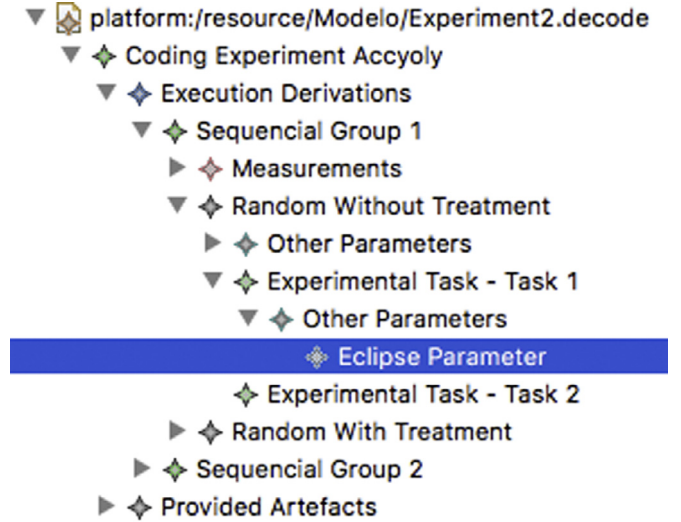 platform:/resource/Modelo/Experiment2.decode
Coding Experiment Accyoly
Execution Derivations
Sequencial Group 1
Measurements
Random Without Treatment
Other Parameters
Experimental Task - Task 1
Other Parameters
Eclipse Parameter
Experimental Task - Task 2
Random With Treatment
Sequencial Group 2
Provided Artefacts